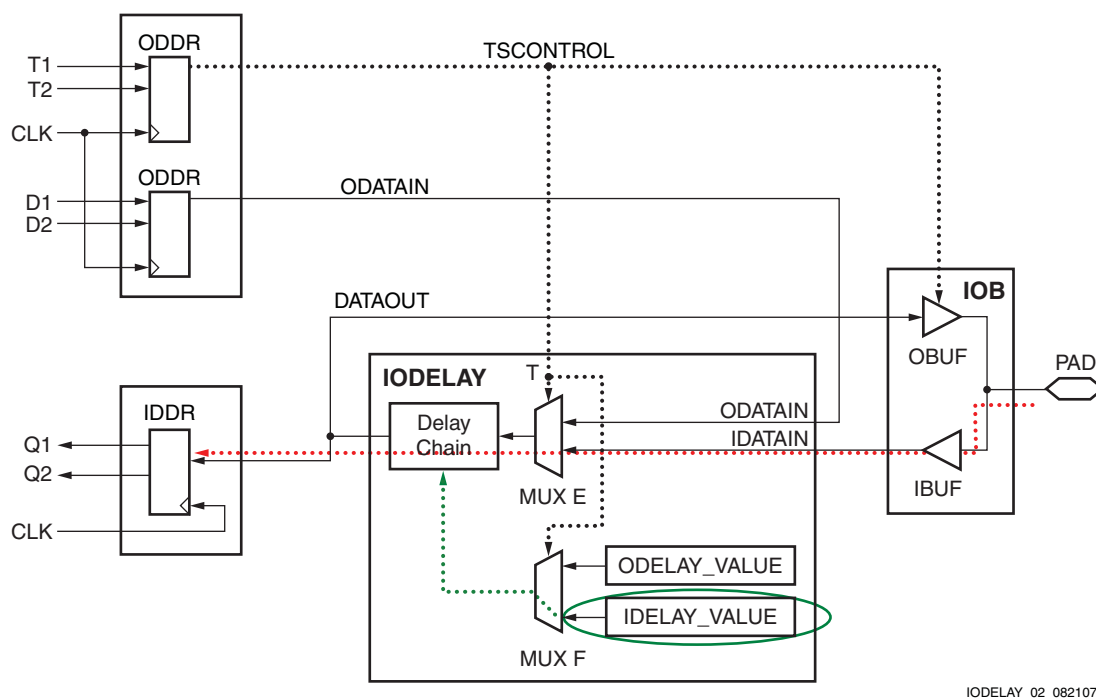 ODDR
T1
T2
CLK
TSCONTROL
ODDR
D1
D2
ODATAIN
DATAOUT
IOB
OBUF
PAD
IODELAY
T
IDDR
Q1
Q2
CLK
Delay
Chain
ODATAIN
IDATAIN
MUX E
IBUF
ODELAY_VALUE
IDELAY_VALUE
MUX F
IODELAY_02_082107